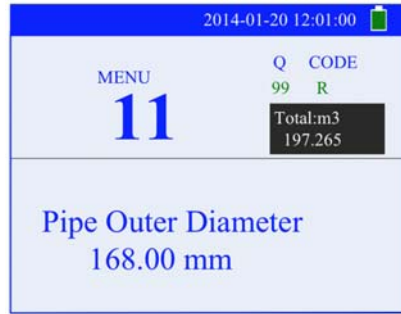 2014-01-20 12:01:00
MENU
11
Q CODE
99 R
Total:m3
197.265
Pipe Outer Diameter
168.00 mm